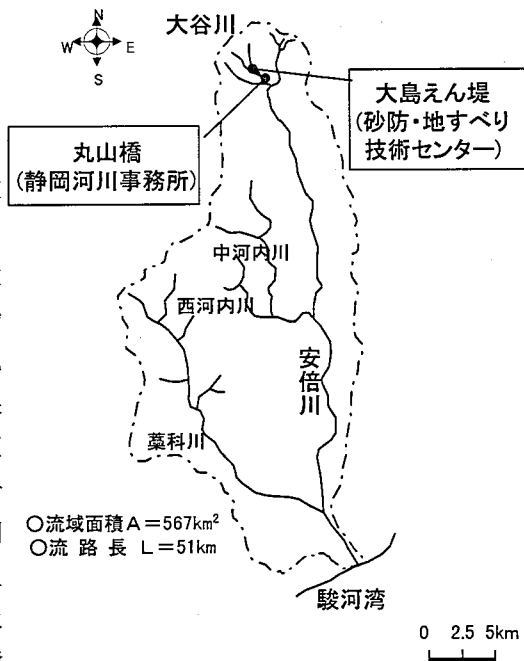 N
W E
S
大谷川
大島えん堤
(砂防・地すべり
技術センター)
丸山橋
(静岡河川事務所)
中河内川
西河内川
安倍川
藁科川
○流域面積A=567km²
○流路長 L=51km
駿河湾
0 2.5 5km